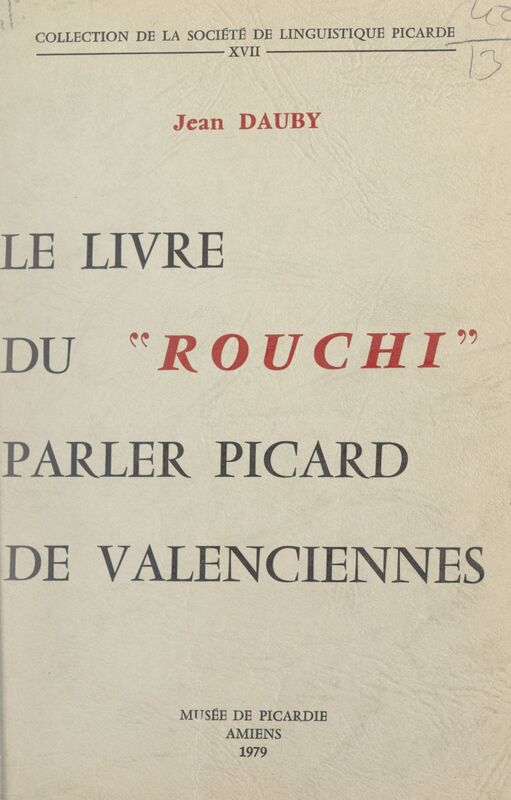 COLLECTION DE LA SOCIÉTÉ DE LINGUISTIQUE PICARDE
XVII
Jean DAUBY
LE LIVRE
DU “ROUCHI”
PARLER PICARD
DE VALENCIENNES
MUSÉE DE PICARDIE
AMIENS
1979